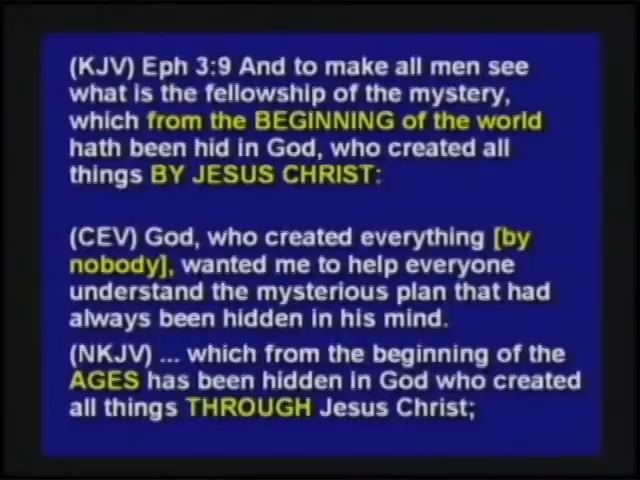 (KJV) Eph 3:9 And to make all men see
what is the fellowship of the mystery,
which from the BEGINNING of the world
hath been hid in God, who created all
things BY JESUS CHRIST:
(CEV) God, who created everything [by
nobody], wanted me to help everyone
understand the mysterious plan that had
always been hidden in his mind.
(NKJV) ... which from the beginning of the
AGES has been hidden in God who created
all things THROUGH Jesus Christ;